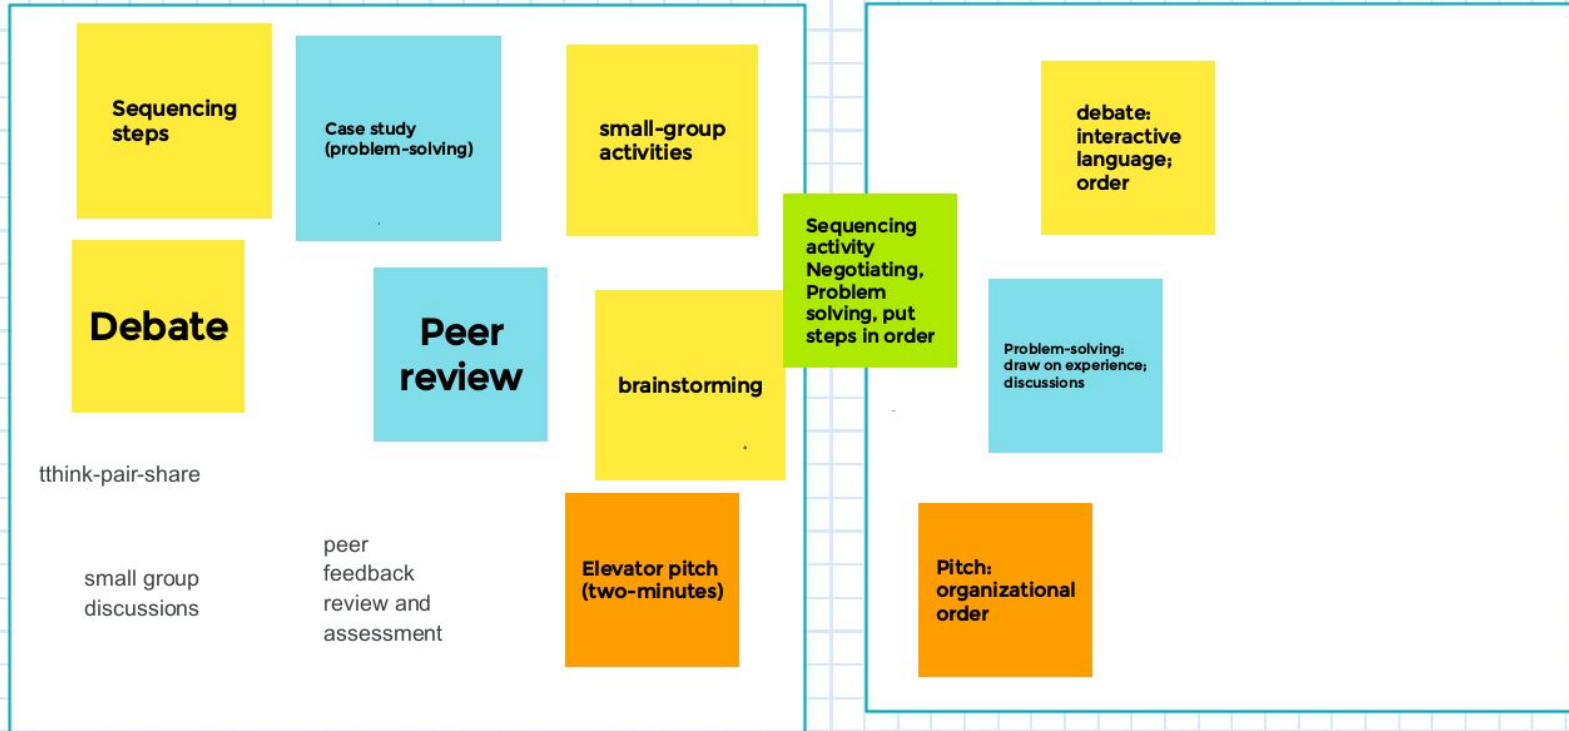 Sequencing
steps
Case study
(problem-solving)
small-group
activities
Debate
Peer
review
brainstorming
tthink-pair-share
small group
discussions
peer
feedback
review and
assessment
Elevator pitch
(two-minutes)
Sequencing
activity
Negotiating,
Problem
solving, put
steps in order
debate:
interactive
language;
order
Problem-solving:
draw on experience;
discussions
Pitch:
organizational
order